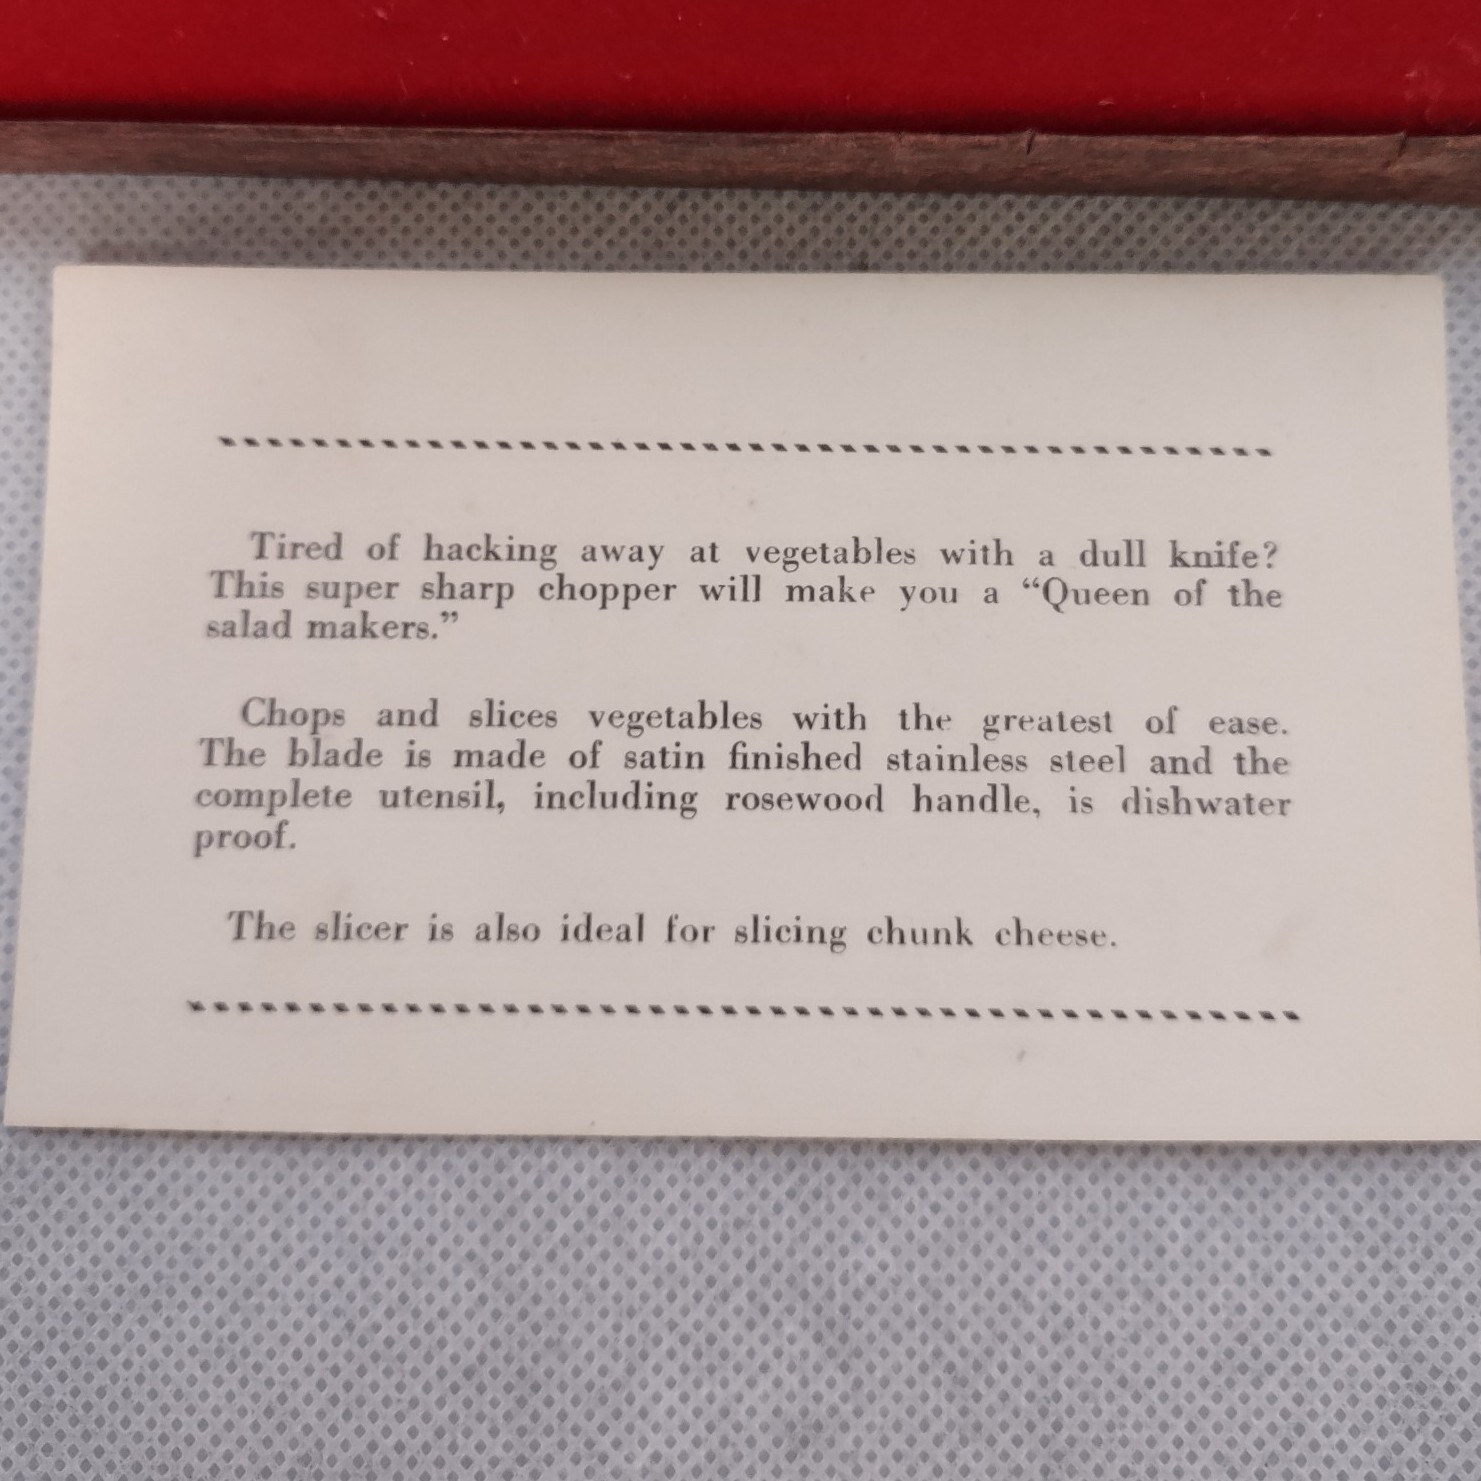 Tired of hacking away at vegetables with a dull knife?
This super sharp chopper will make you a “Queen of the
salad makers.”
Chops and slices vegetables with the greatest of ease.
The blade is made of satin finished stainless steel and the
complete utensil, including rosewood handle, is dishwater
proof.
The slicer is also ideal for slicing chunk cheese.